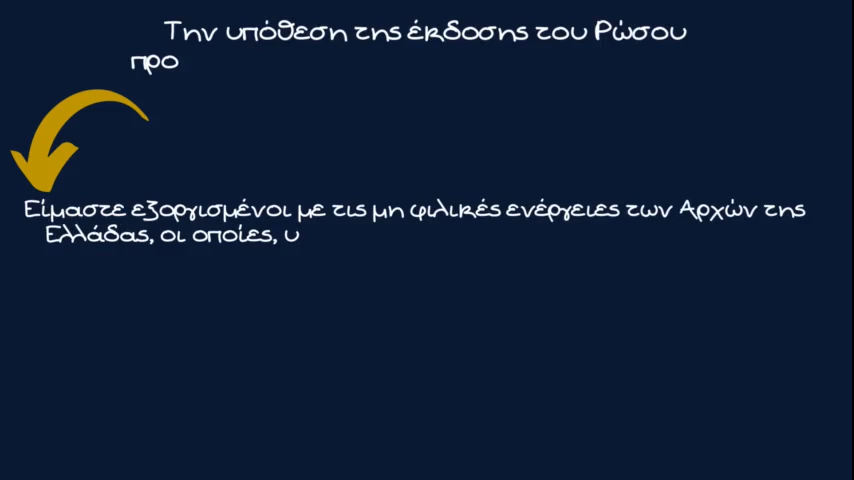 Την υπόθεση της έκδοσης του Ρώσου
προ
Είμαστε εξοργισμένοι με τις μη φιλικές ενέργειες των Αρχών της
Ελλάδας, οι οποίες, υ